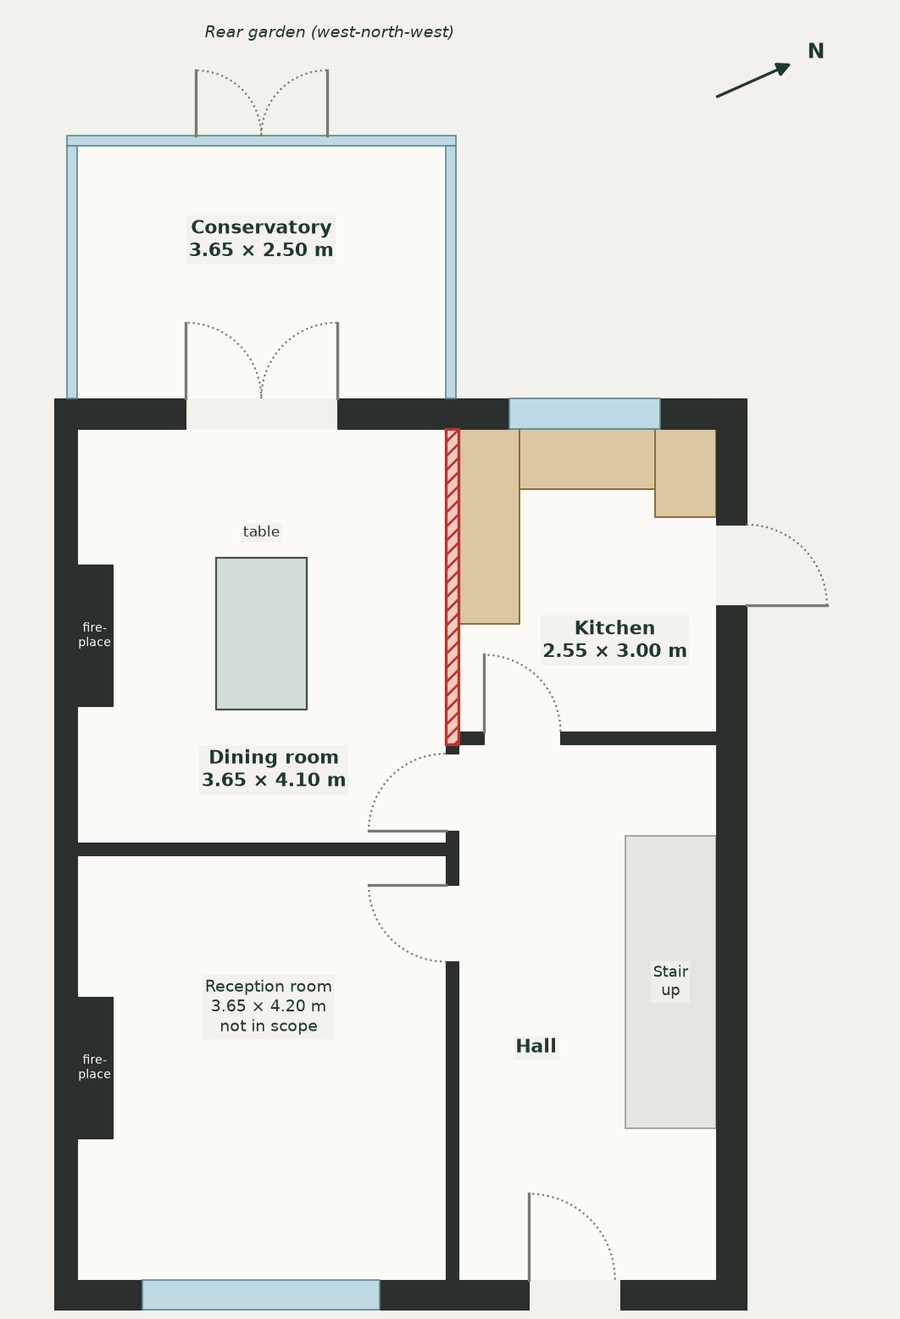 Rear garden (west-north-west)
N
Conservatory
3.65 × 2.50 m
table
fire-
place
Kitchen
2.55 × 3.00 m
Dining room
3.65 × 4.10 m
Reception room
3.65 × 4.20 m
not in scope
Stair
up
Hall
fire-
place